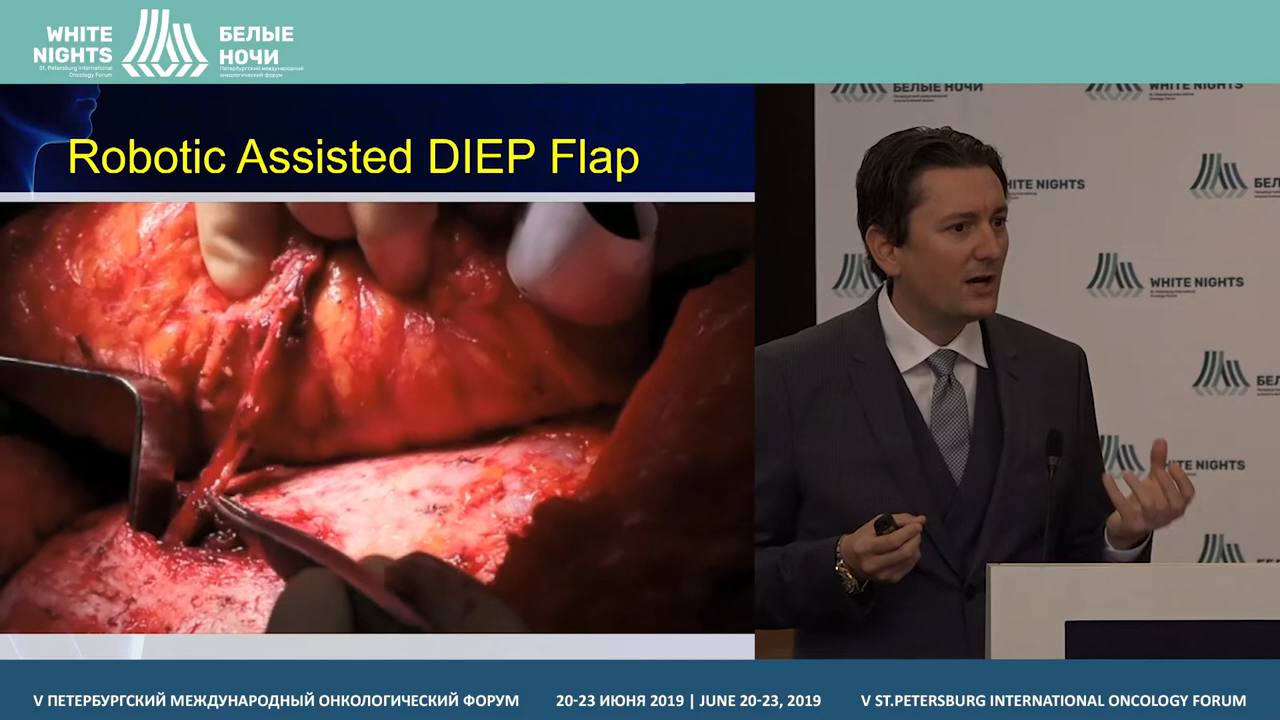 WHITE
NIGHTS
St. Petersburg International
Oncology Forum
БЕЛЫЕ
НОЧИ
Петербургский международный
онкологический форум
Robotic Assisted DIEP Flap
БЕЛЫЕ НОЧИ
WHITE NIGHTS
WHITE NIGHTS
БЕЛ
WHITE NIGHTS
БЕЛ
WHITE NIGHTS
V ПЕТЕРБУРГСКИЙ МЕЖДУНАРОДНЫЙ ОНКОЛОГИЧЕСКИЙ ФОРУМ
20-23 ИЮНЯ 2019 | JUNE 20-23, 2019
V ST.PETERSBURG INTERNATIONAL ONCOLOGY FORUM